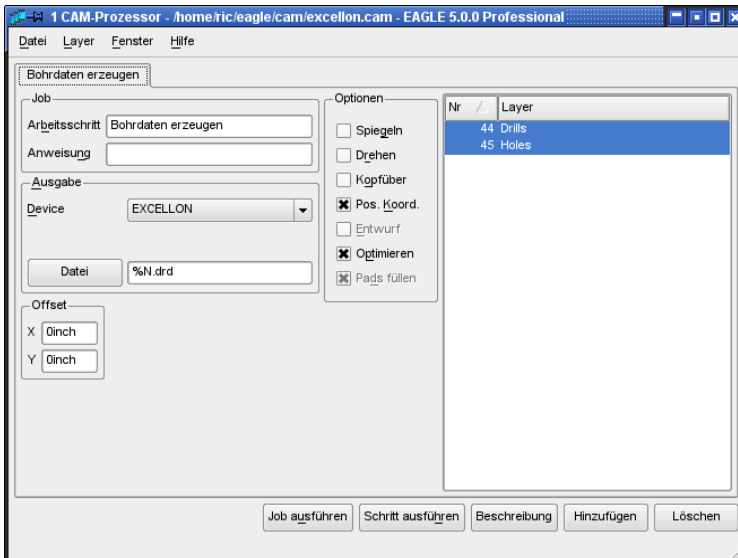 1 CAM-Prozessor - /home/ric/eagle/cam/excellon.cam - EAGLE 5.0.0 Professional
Datei Layer Fenster Hilfe
Bohrdaten erzeugen
Job
Arbeitsschritt Bohrdaten erzeugen
Anweisung
Ausgabe
Device EXCELLON
Datei %N.drd
Offset
X 0inch
Y 0inch
Optionen
Spiegeln
Drehen
Kopfüber
Pos. Koord.
Entwurf
Optimieren
Pads füllen
Nr Layer
44 Drills
45 Holes
Job ausführen Schritt ausführen Beschreibung Hinzufügen Löschen